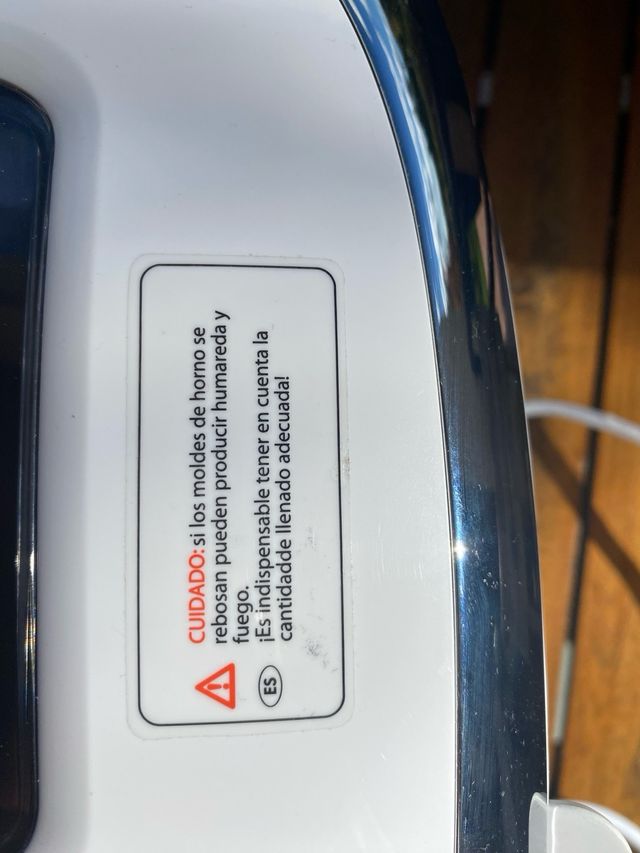 CUIDADO: si los moldes de horno se
rebosan pueden producir humareda y
fuego.
¡Es indispensable tener en cuenta la
cantidadde llenado adecuada!
ES